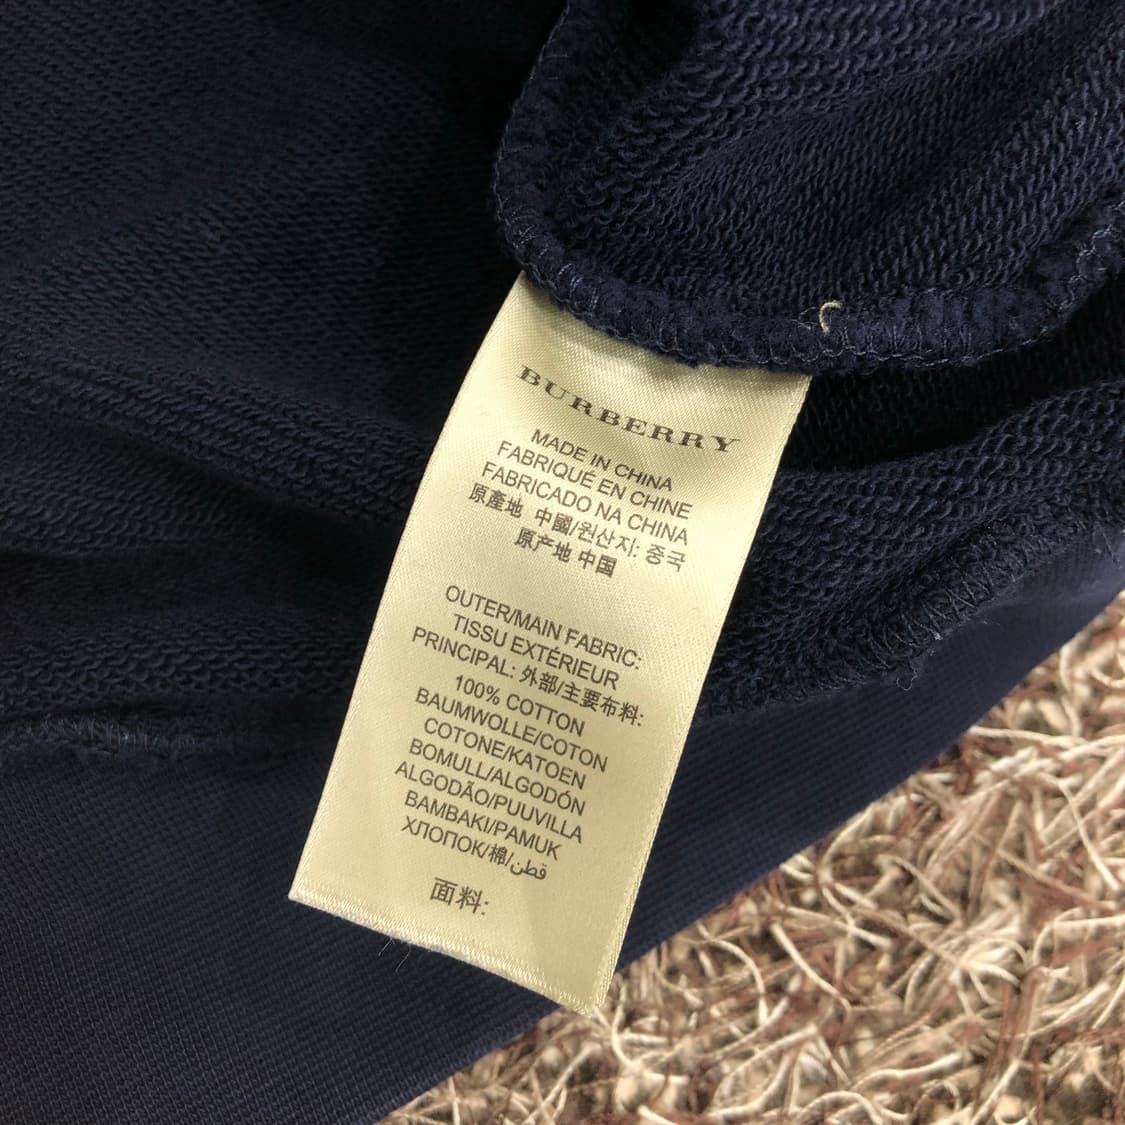 BURBERRY
MADE IN CHINA
FABRIQUÉ EN CHINE
FABRICADO NA CHINA
原產地 中國/원산지: 중국
原产地 中国
OUTER/MAIN FABRIC:
TISSU EXTÉRIEUR
PRINCIPAL: 外部/主要布料:
100% COTTON
BAUMWOLLE/COTON
COTONE/KATOEN
BOMULL/ALGODÓN
ALGODÃO/PUUVILLA
BAMBAKI/PAMUK
ХЛОПОК/棉/قطن
面料: